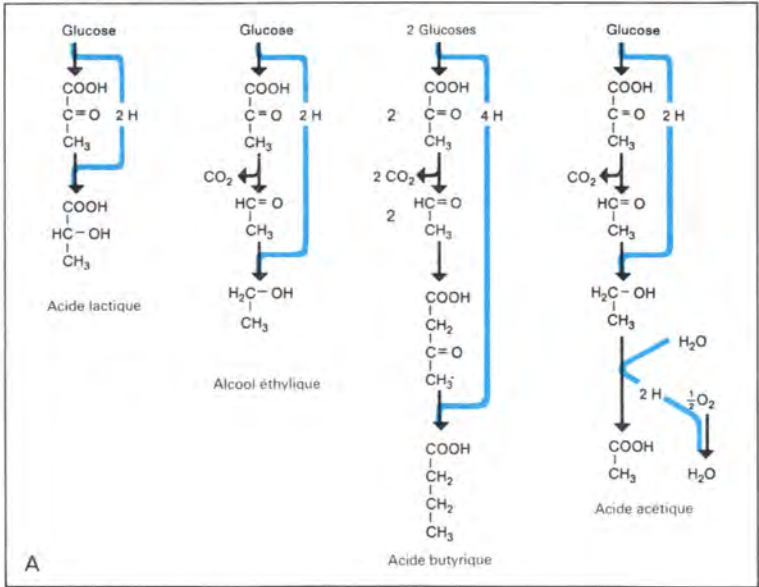 Glucose
COOH
C=O 2 H
CH₃
COOH
HC–OH
CH₃
Acide lactique
Glucose
COOH
C=O 2 H
CH₃
CO₂
HC=O
CH₃
H₂C–OH
CH₃
Alcool éthylique
2 Glucoses
COOH
2 C=O 4 H
CH₃
2 CO₂
HC=O
2
CH₃
COOH
CH₂
C=O
CH₃
COOH
CH₂
CH₂
CH₃
Acide butyrique
Glucose
COOH
C=O 2 H
CH₃
CO₂
HC=O
CH₃
H₂C–OH
CH₃
H₂O
2 H ½O₂
COOH
CH₃ H₂O
Acide acétique
A